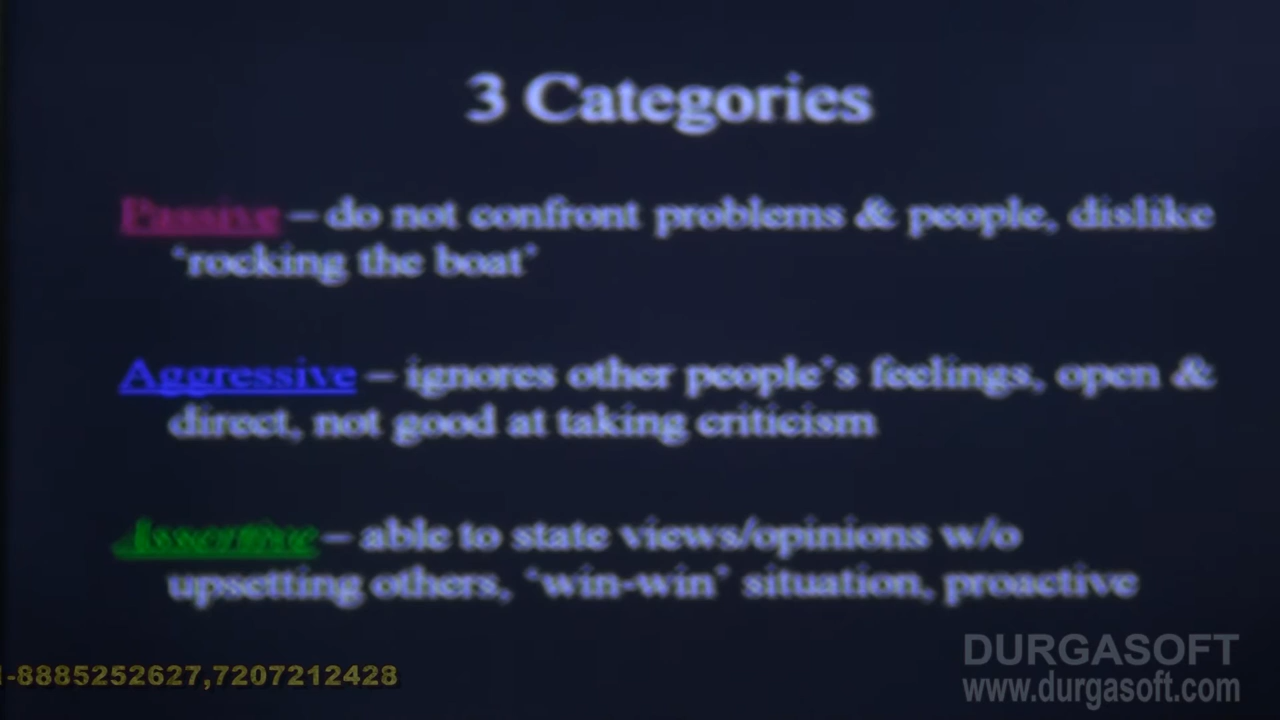 3 Categories
Passive – do not confront problems & people, dislike
‘rocking the boat’
Aggressive – ignores other people’s feelings, open &
direct, not good at taking criticism
Assertive – able to state views/opinions w/o
upsetting others, ‘win-win’ situation, proactive
-8885252627,7207212428
DURGASOFT
www.durgasoft.com